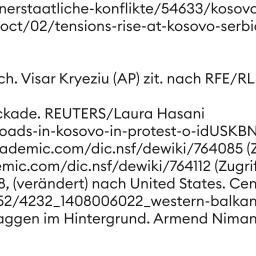 nerstaatliche-konflikte/54633/kosovo
oct/02/tensions-rise-at-kosovo-serbia
ch. Visar Kryeziu (AP) zit. nach RFE/RL
ckade. REUTERS/Laura Hasani
oads-in-kosovo-in-protest-o-idUSKBN
ademic.com/dic.nsf/dewiki/764085 (Z
emic.com/dic.nsf/dewiki/764112 (Zugrif
8, (verändert) nach United States. Cen
52/4232_1408006022_western-balkan
aggen im Hintergrund. Armend Niman